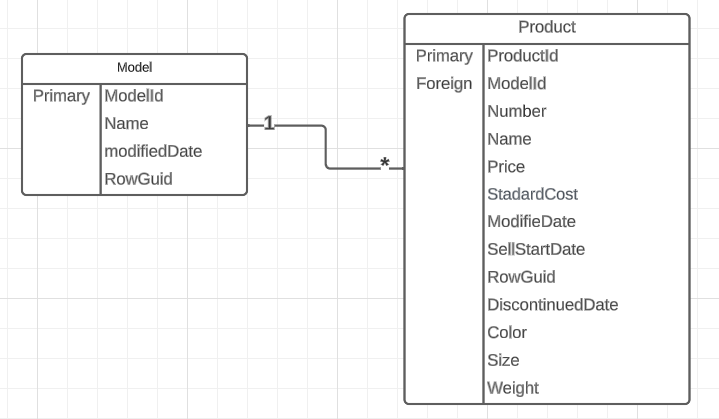 Model
Primary ModelId
Name
modifiedDate
RowGuid
1
*
Product
Primary ProductId
Foreign ModelId
Number
Name
Price
StadardCost
ModifieDate
SellStartDate
RowGuid
DiscontinuedDate
Color
Size
Weight